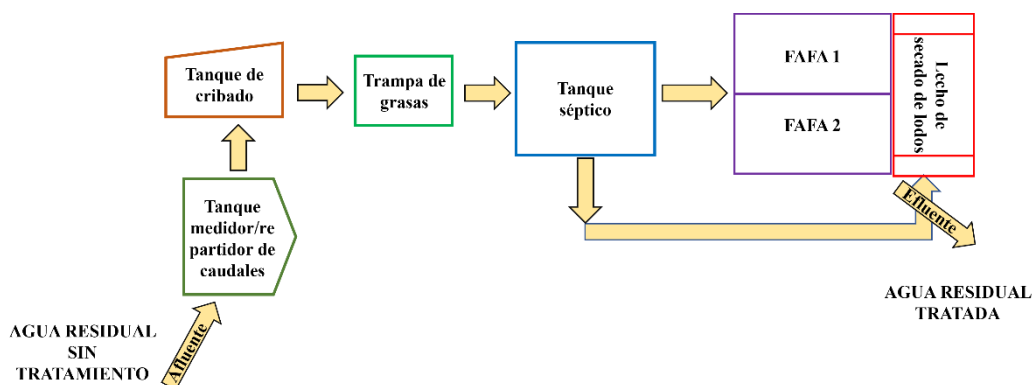 AGUA RESIDUAL
SIN
TRATAMIENTO
Afluente
Tanque
medidor/re
partidor de
caudales
Tanque de
cribado
Trampa de
grasas
Tanque
séptico
FAFA 1
FAFA 2
Lecho de
secado de lodos
Efluente
AGUA RESIDUAL
TRATADA